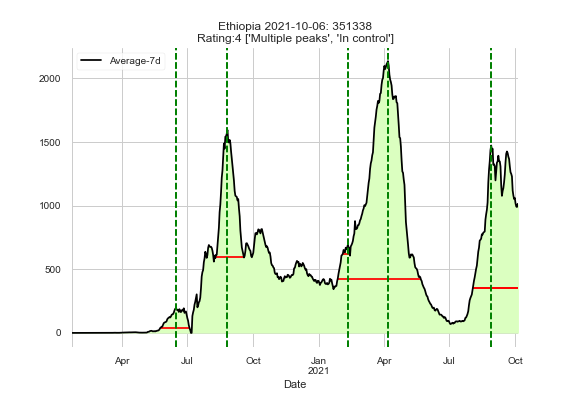 Ethiopia 2021-10-06: 351338
Rating:4 ['Multiple peaks', 'In control']
Average-7d
2000
1500
1000
500
0
Apr Jul Oct Jan Apr Jul Oct
2021
Date